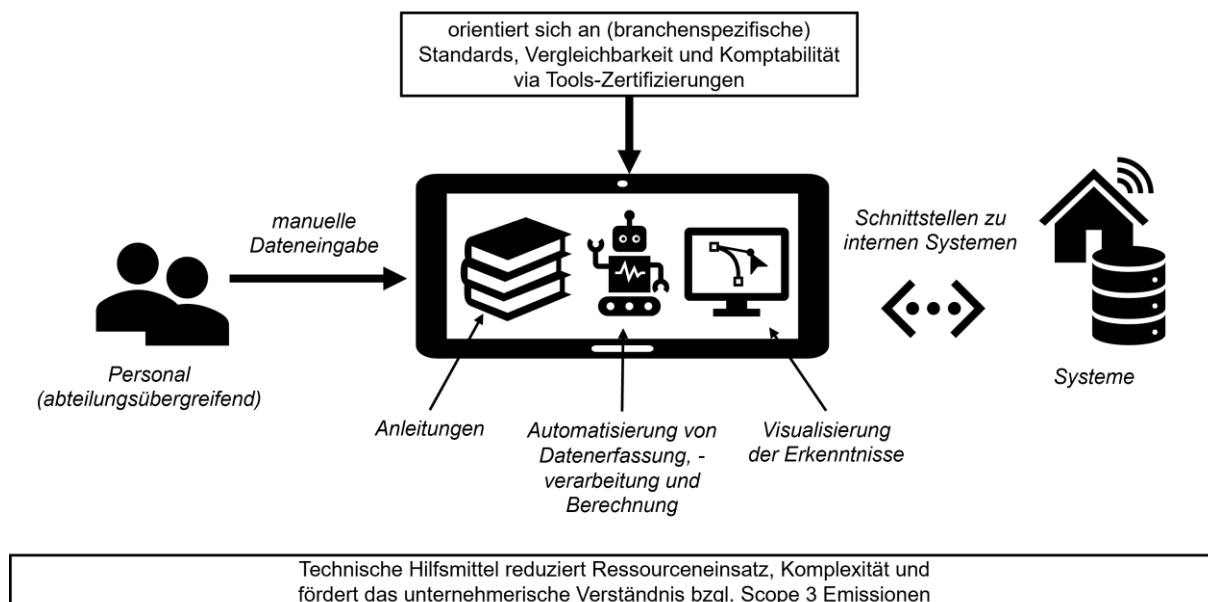 orientiert sich an (branchenspezifische)
Standards, Vergleichbarkeit und Komptabilität
via Tools-Zertifizierungen
manuelle
Dateneingabe
Schnittstellen zu
internen Systemen
Personal
(abteilungsübergreifend)
Systeme
Anleitungen
Automatisierung von
Datenerfassung, -
verarbeitung und
Berechnung
Visualisierung
der Erkenntnisse
Technische Hilfsmittel reduziert Ressourceneinsatz, Komplexität und
fördert das unternehmerische Verständnis bzgl. Scope 3 Emissionen